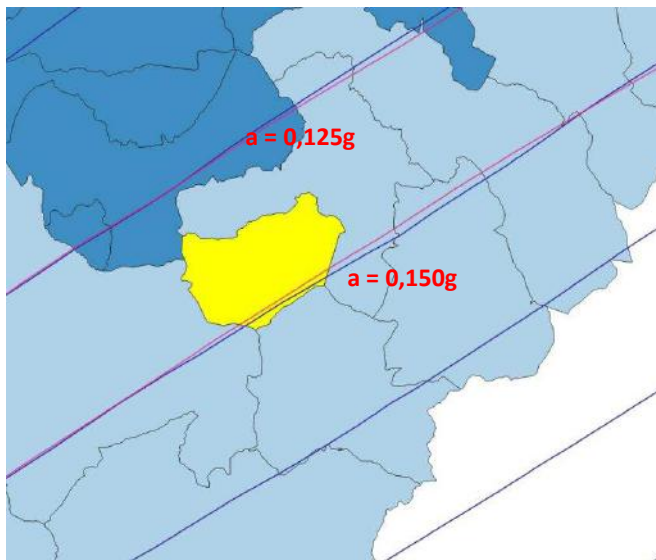 a = 0,125g
a = 0,150g